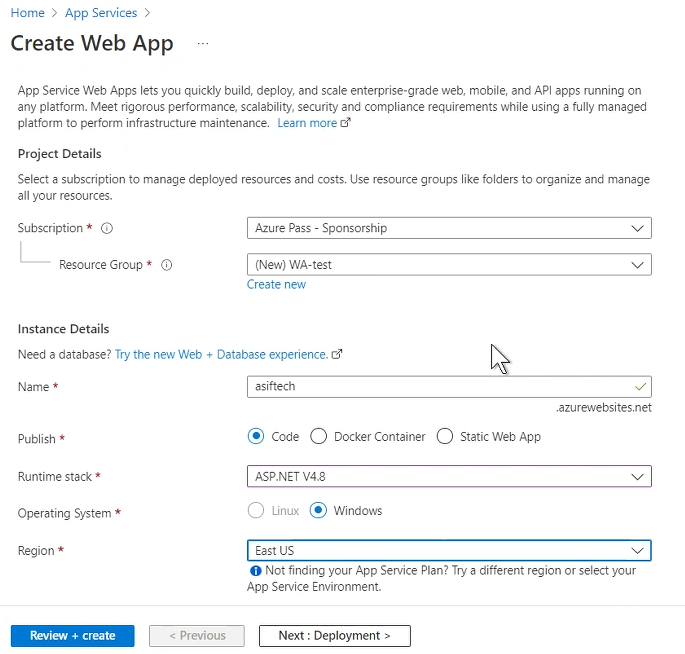 Home > App Services >
Create Web App ...
App Service Web Apps lets you quickly build, deploy, and scale enterprise-grade web, mobile, and API apps running on
any platform. Meet rigorous performance, scalability, security and compliance requirements while using a fully managed
platform to perform infrastructure maintenance. Learn more
Project Details
Select a subscription to manage deployed resources and costs. Use resource groups like folders to organize and manage
all your resources.
Subscription * Azure Pass - Sponsorship
Resource Group * (New) WA-test
Create new
Instance Details
Need a database? Try the new Web + Database experience.
Name * asiftech
.azurewebsites.net
Publish * Code Docker Container Static Web App
Runtime stack * ASP.NET V4.8
Operating System * Linux Windows
Region * East US
Not finding your App Service Plan? Try a different region or select your
App Service Environment.
Review + create < Previous Next : Deployment >